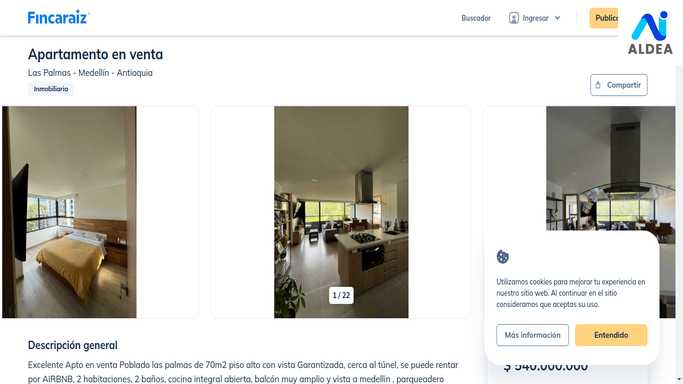 Fincaraíz
Buscador
Ingresar
ALDEA
Apartamento en venta
Las Palmas - Medellín - Antioquia
Inmobiliario
Compartir
1 / 22
Utilizamos cookies para mejorar tu experiencia en
nuestro sitio web. Al continuar en el sitio
consideramos que aceptas su uso.
Más información
Entendido
Descripción general
$ 540.000.000
Excelente Apto en venta Poblado las palmas de 70m2 piso alto con vista Garantizada, cerca al túnel, se puede rentar
por AIRBNB, 2 habitaciones, 2 baños, cocina integral abierta, balcón muy amplio y vista a medellin , parqueadero